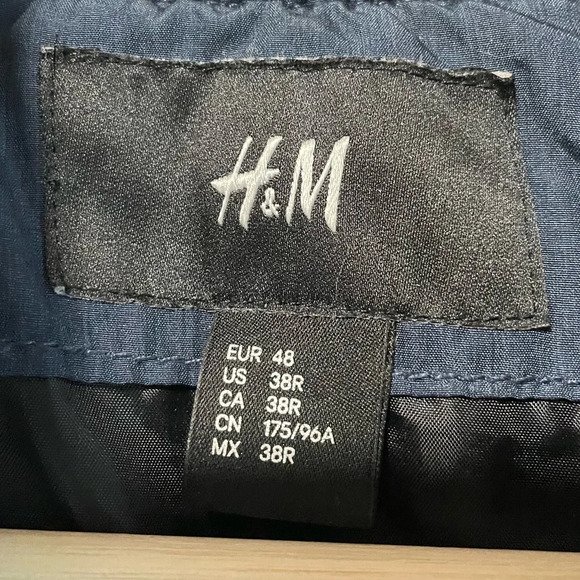 H&M
EUR 48
US 38R
CA 38R
CN 175/96A
MX 38R